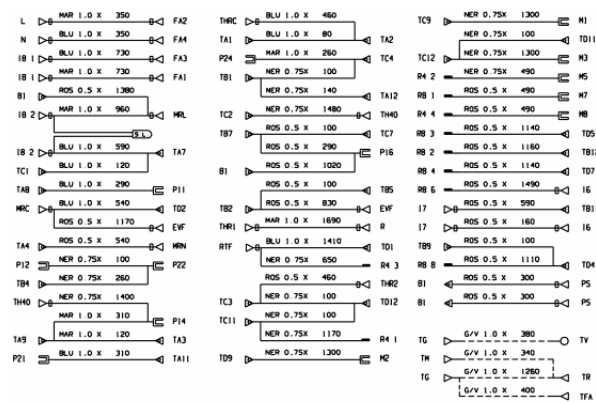 L MAR 1.0 X 350 FA2
N BLU 1.0 X 350 FA4
IB 1 BLU 1.0 X 730 FA3
IB 1 MAR 1.0 X 730 FA1
B1 ROS 0.5 X 1380
IB 2 MAR 1.0 X 960 MRL
S.L
IB 2 BLU 1.0 X 590 TA7
TC1 BLU 1.0 X 120
TA8 BLU 1.0 X 290 P11
MRC BLU 1.0 X 540 TD2
ROS 0.5 X 1170 EVF
TA4 ROS 0.5 X 540 MRN
P12 NER 0.75X 100 P22
TB4 NER 0.75X 260
TH40 NER 0.75X 1400
MAR 1.0 X 310 P14
TA9 MAR 1.0 X 120 TA3
P21 BLU 1.0 X 310 TA11
THRC BLU 1.0 X 460
TA1 BLU 1.0 X 80 TA2
P24 MAR 1.0 X 260 TC4
TB1 NER 0.75X 100
NER 0.75X 140 TA12
TC2 NER 0.75X 1480 TH40
TB7 ROS 0.5 X 100 TC7
ROS 0.5 X 290 P16
B1 ROS 0.5 X 1020
ROS 0.5 X 100 TB5
TB2 ROS 0.5 X 830 EVF
THR1 MAR 1.0 X 1690 R
RTF BLU 1.0 X 1410 TD1
NER 0.75X 650 R4 3
ROS 0.5 X 460 THR2
TC3 NER 0.75X 100 TD12
TC11 NER 0.75X 100
NER 0.75X 1170 R4 1
TD9 NER 0.75X 1300 M2
TC9 NER 0.75X 1300 M1
NER 0.75X 100 TD11
TC12 NER 0.75X 1300 M3
R4 2 NER 0.75X 490 M5
R8 1 ROS 0.5 X 490 M7
R4 4 ROS 0.5 X 490 M8
R8 3 ROS 0.5 X 1140 TD5
R8 2 ROS 0.5 X 1160 TB12
R8 4 ROS 0.5 X 1140 TD7
R8 6 ROS 0.5 X 1490 I6
I7 ROS 0.5 X 590 TB11
I7 ROS 0.5 X 160 I6
TB9 ROS 0.5 X 100
R8 8 ROS 0.5 X 1110 TD4
B1 ROS 0.5 X 300 PS
B1 ROS 0.5 X 300 PS
TG G/V 1.0 X 380 TV
TM G/V 1.0 X 340
TG G/V 1.0 X 1260 TR
G/V 1.0 X 400 TFA